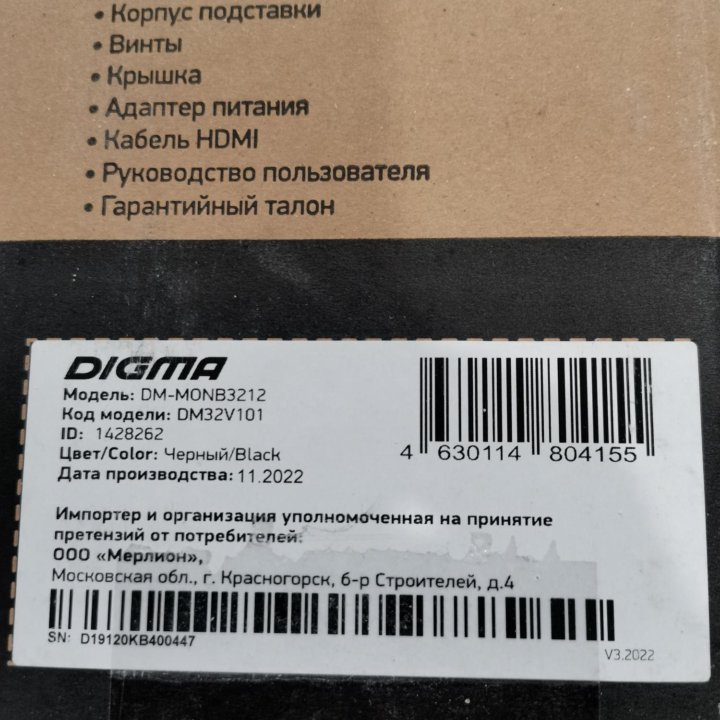 • Корпус подставки
• Винты
• Крышка
• Адаптер питания
• Кабель HDMI
• Руководство пользователя
• Гарантийный талон
DIGMA
Модель: DM-MONB3212
Код модели: DM32V101
ID: 1428262
Цвет/Color: Черный/Black
Дата производства: 11.2022
4 630114 804155
Импортер и организация уполномоченная на принятие
претензий от потребителей:
ООО «Мерлион»,
Московская обл., г. Красногорск, б-р Строителей, д.4
SN: D19120KB400447
V3.2022